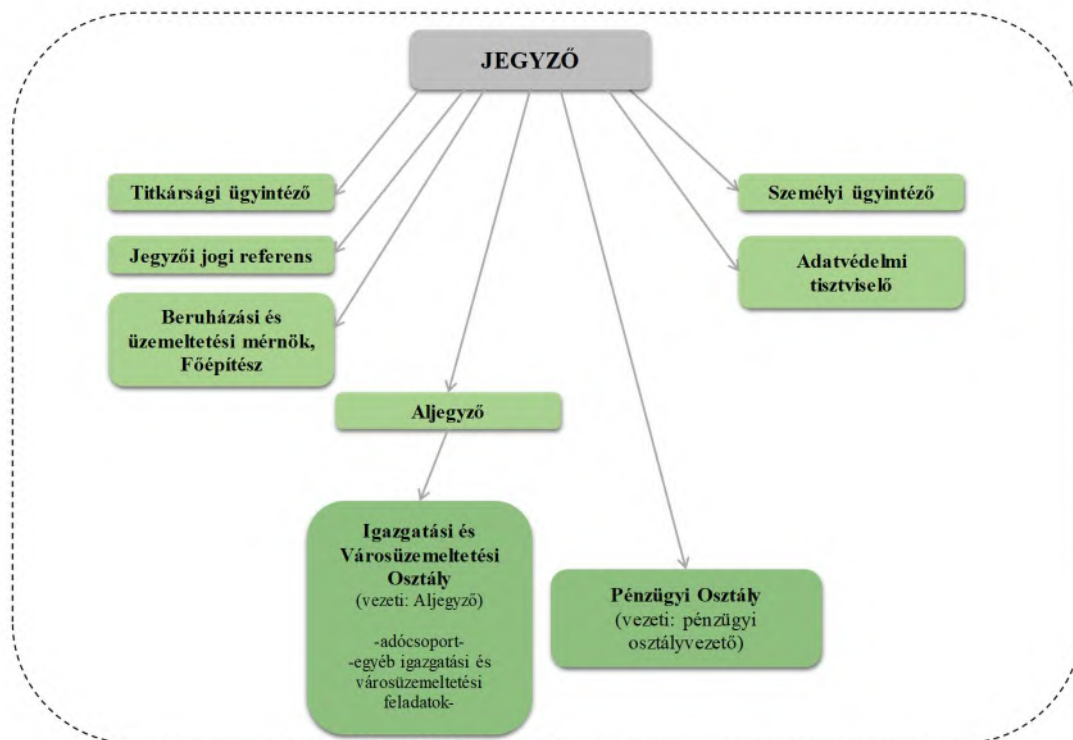 JEGYZŐ
Titkársági ügyintéző
Jegyzői jogi referens
Beruházási és
üzemeltetési mérnök,
Főépítész
Személyi ügyintéző
Adatvédelmi
tisztviselő
Aljegyző
Igazgatási és
Városüzemeltetési
Osztály
(vezeti: Aljegyző)
-adócsoport-
-egyéb igazgatási és
városüzemeltetési
feladatok-
Pénzügyi Osztály
(vezeti: pénzügyi
osztályvezető)